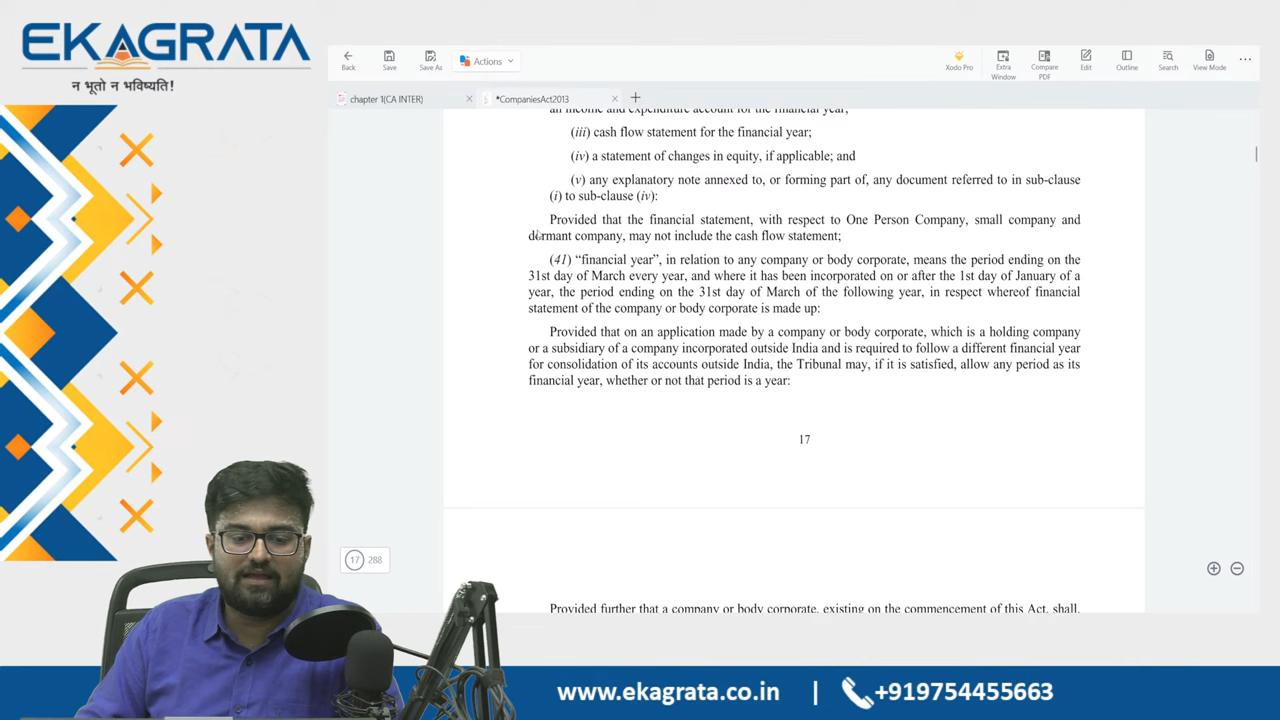 EKAGRATA
न भूतो न भविष्यति!
Back
Save
Save As
Actions
Xodo Pro
Extra Window
Compare PDF
Edit
Outline
Search
View Mode
chapter 1(CA INTER)
*CompaniesAct2013
an income and expenditure account for the financial year;
(iii) cash flow statement for the financial year;
(iv) a statement of changes in equity, if applicable; and
(v) any explanatory note annexed to, or forming part of, any document referred to in sub-clause
(i) to sub-clause (iv):
Provided that the financial statement, with respect to One Person Company, small company and
dormant company, may not include the cash flow statement;
(41) “financial year”, in relation to any company or body corporate, means the period ending on the
31st day of March every year, and where it has been incorporated on or after the 1st day of January of a
year, the period ending on the 31st day of March of the following year, in respect whereof financial
statement of the company or body corporate is made up:
Provided that on an application made by a company or body corporate, which is a holding company
or a subsidiary of a company incorporated outside India and is required to follow a different financial year
for consolidation of its accounts outside India, the Tribunal may, if it is satisfied, allow any period as its
financial year, whether or not that period is a year:
17
17 288
Provided further that a company or body corporate, existing on the commencement of this Act, shall,
www.ekagrata.co.in | +919754455663